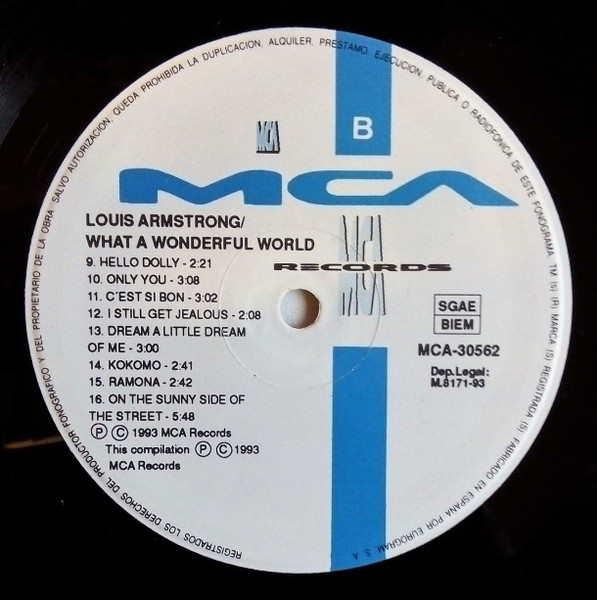 REGISTRADOS LOS DERECHOS DEL PRODUCTOR FONOGRAFICO Y DEL PROPIETARIO DE LA OBRA. SALVO AUTORIZACION, QUEDA PROHIBIDA LA DUPLICACION, ALQUILER, PRESTAMO, EJECUCION, PUBLICA O RADIOFONICA DE ESTE FONOGRAMA. TM (S) (R) MARCA (S) REGISTRADA (S) FABRICADO EN ESPAÑA POR EUROGRAM, S. A.
B
MCA
MCA
LOUIS ARMSTRONG/
WHAT A WONDERFUL WORLD
MCA
RECORDS
9. HELLO DOLLY - 2:21
10. ONLY YOU - 3:08
11. C'EST SI BON - 3:02
12. I STILL GET JEALOUS - 2:08
13. DREAM A LITTLE DREAM
OF ME - 3:00
14. KOKOMO - 2:41
15. RAMONA - 2:42
16. ON THE SUNNY SIDE OF
THE STREET - 5:48
Ⓟ Ⓒ 1993 MCA Records
This compilation Ⓟ Ⓒ 1993
MCA Records
SGAE
BIEM
MCA-30562
Dep. Legal:
M.8171-93